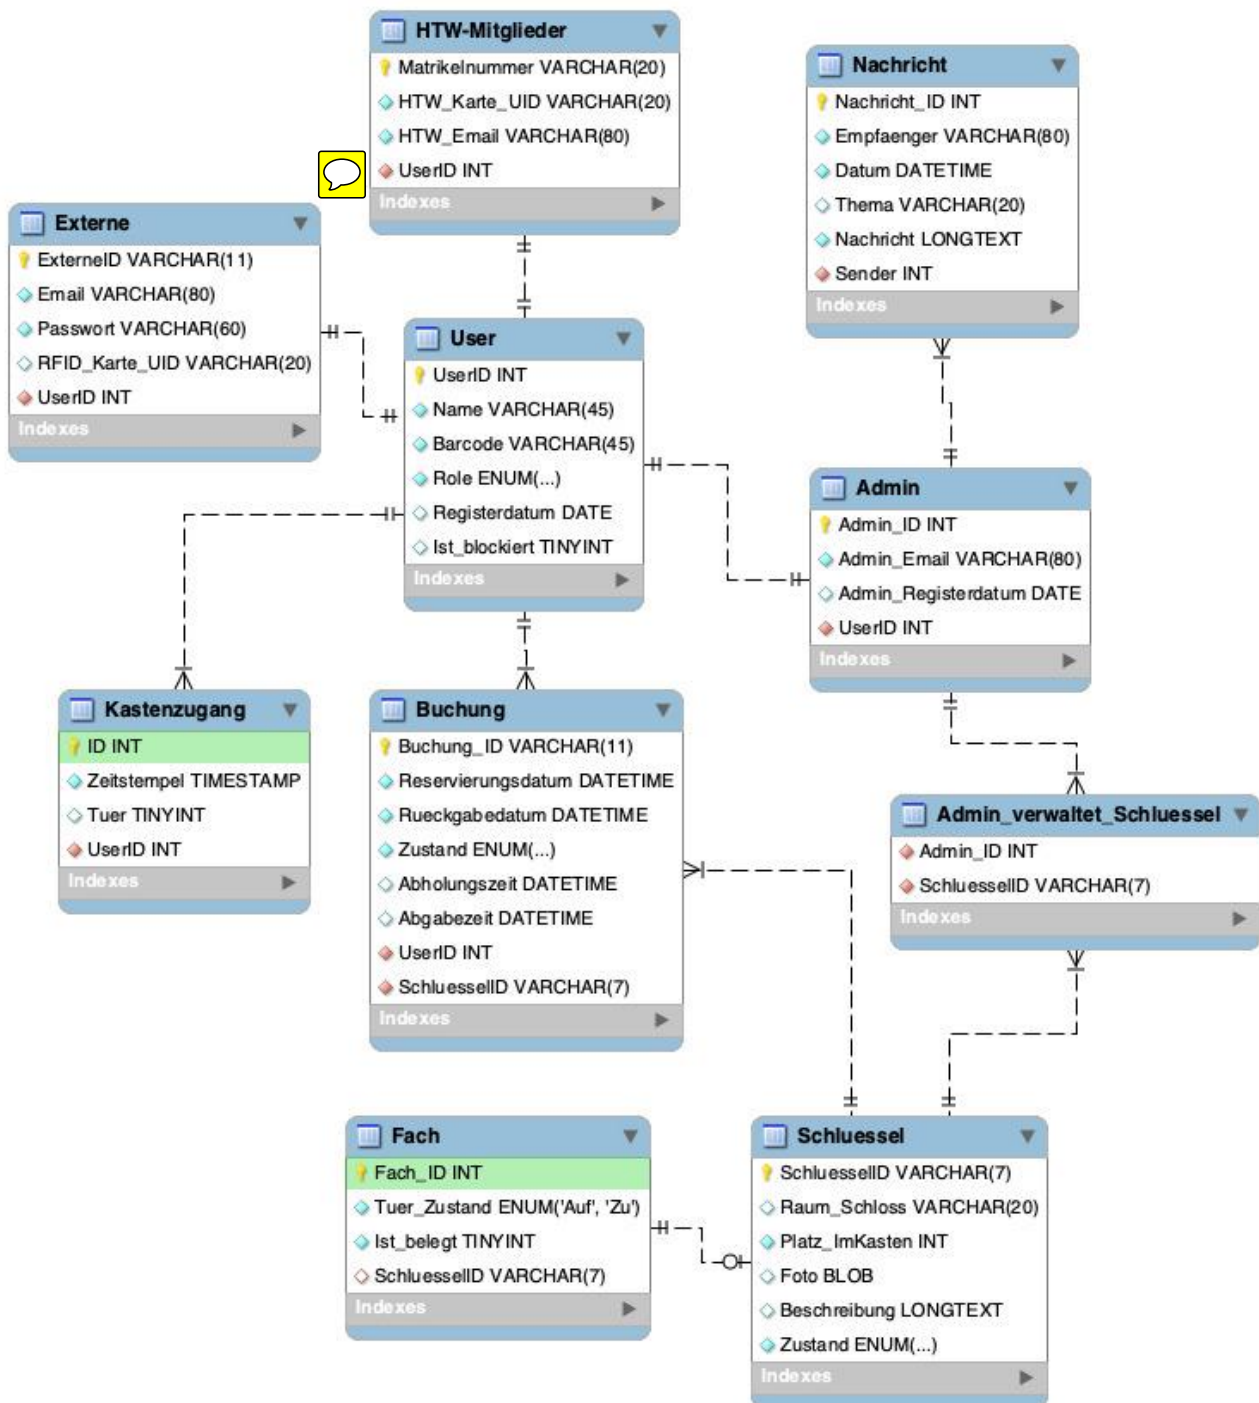 HTW-Mitglieder
Matrikelnummer VARCHAR(20)
HTW_Karte_UID VARCHAR(20)
HTW_Email VARCHAR(80)
UserID INT
Indexes
Nachricht
Nachricht_ID INT
Empfaenger VARCHAR(80)
Datum DATETIME
Thema VARCHAR(20)
Nachricht LONGTEXT
Sender INT
Indexes
Externe
ExterneID VARCHAR(11)
Email VARCHAR(80)
Passwort VARCHAR(60)
RFID_Karte_UID VARCHAR(20)
UserID INT
Indexes
User
UserID INT
Name VARCHAR(45)
Barcode VARCHAR(45)
Role ENUM(...)
Registerdatum DATE
Ist_blockiert TINYINT
Indexes
Admin
Admin_ID INT
Admin_Email VARCHAR(80)
Admin_Registerdatum DATE
UserID INT
Indexes
Kastenzugang
ID INT
Zeitstempel TIMESTAMP
Tuer TINYINT
UserID INT
Indexes
Buchung
Buchung_ID VARCHAR(11)
Reservierungsdatum DATETIME
Rueckgabedatum DATETIME
Zustand ENUM(...)
Abholungszeit DATETIME
Abgabezeit DATETIME
UserID INT
SchluesselID VARCHAR(7)
Indexes
Admin_verwaltet_Schluessel
Admin_ID INT
SchluesselID VARCHAR(7)
Indexes
Fach
Fach_ID INT
Tuer_Zustand ENUM('Auf', 'Zu')
Ist_belegt TINYINT
SchluesselID VARCHAR(7)
Indexes
Schluessel
SchluesselID VARCHAR(7)
Raum_Schloss VARCHAR(20)
Platz_ImKasten INT
Foto BLOB
Beschreibung LONGTEXT
Zustand ENUM(...)
Indexes